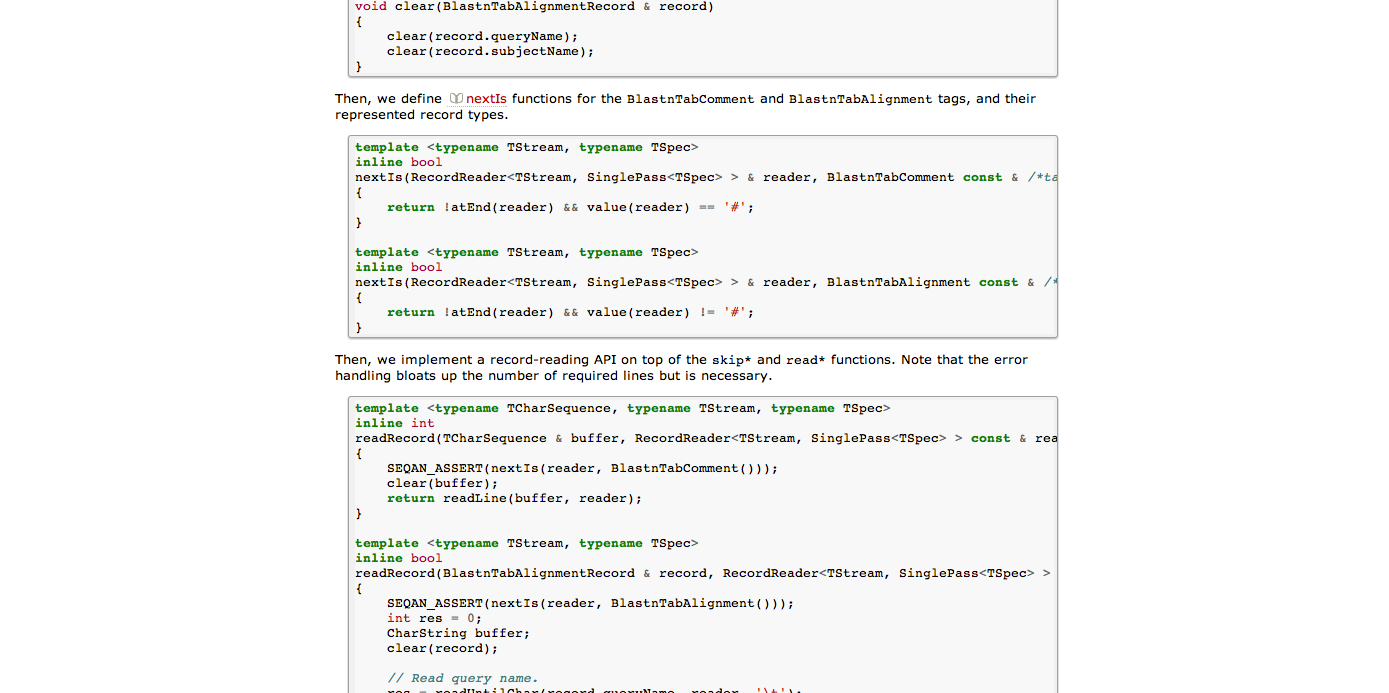 void clear(BlastnTabAlignmentRecord & record)
{
    clear(record.queryName);
    clear(record.subjectName);
}
Then, we define nextIs functions for the BlastnTabComment and BlastnTabAlignment tags, and their
represented record types.
template <typename TStream, typename TSpec>
inline bool
nextIs(RecordReader<TStream, SinglePass<TSpec> > & reader, BlastnTabComment const & /*ta
{
    return !atEnd(reader) && value(reader) == '#';
}
template <typename TStream, typename TSpec>
inline bool
nextIs(RecordReader<TStream, SinglePass<TSpec> > & reader, BlastnTabAlignment const & /*
{
    return !atEnd(reader) && value(reader) != '#';
}
Then, we implement a record-reading API on top of the skip* and read* functions. Note that the error
handling bloats up the number of required lines but is necessary.
template <typename TCharSequence, typename TStream, typename TSpec>
inline int
readRecord(TCharSequence & buffer, RecordReader<TStream, SinglePass<TSpec> > const & rea
{
    SEQAN_ASSERT(nextIs(reader, BlastnTabComment()));
    clear(buffer);
    return readLine(buffer, reader);
}
template <typename TStream, typename TSpec>
inline bool
readRecord(BlastnTabAlignmentRecord & record, RecordReader<TStream, SinglePass<TSpec> >
{
    SEQAN_ASSERT(nextIs(reader, BlastnTabAlignment()));
    int res = 0;
    CharString buffer;
    clear(record);
    // Read query name.
    res = readUntilChar(record.queryName, reader, '\t');